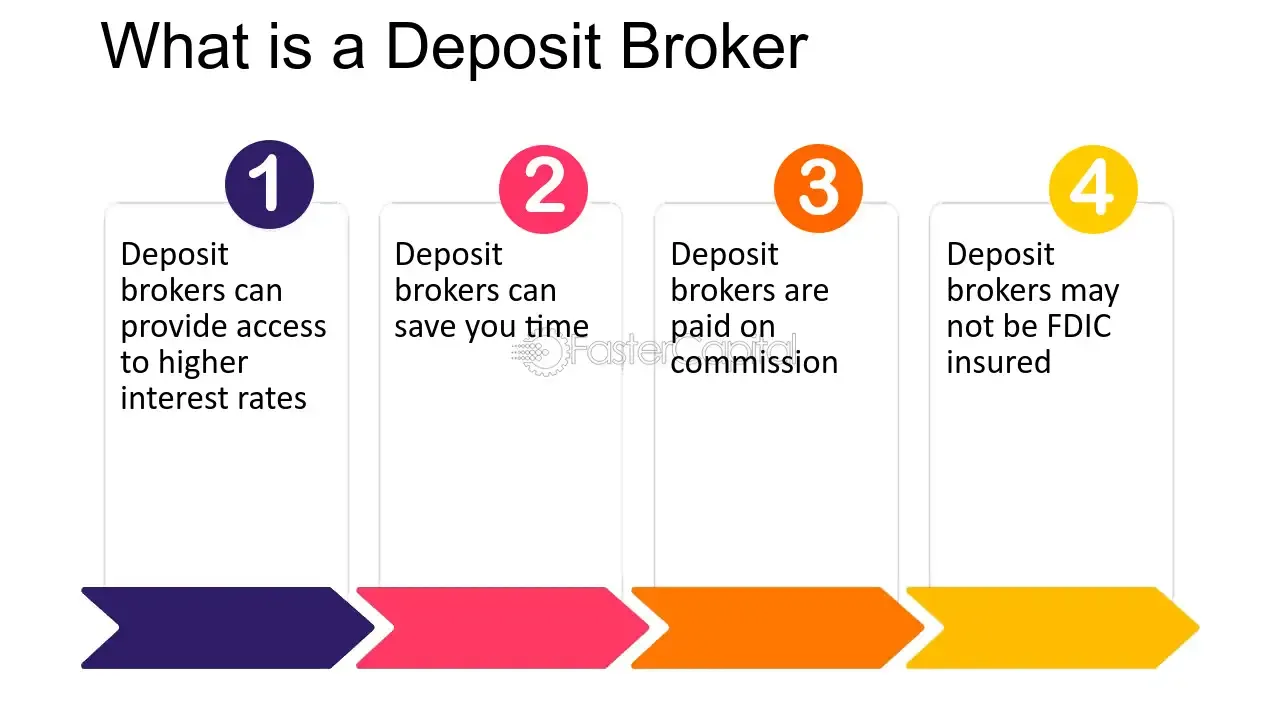 What is a Deposit Broker
1
Deposit
brokers can
provide access
to higher
interest rates
2
Deposit
brokers can
save you time
3
Deposit
brokers are
paid on
commission
4
Deposit
brokers may
not be FDIC
insured
FasterCapital